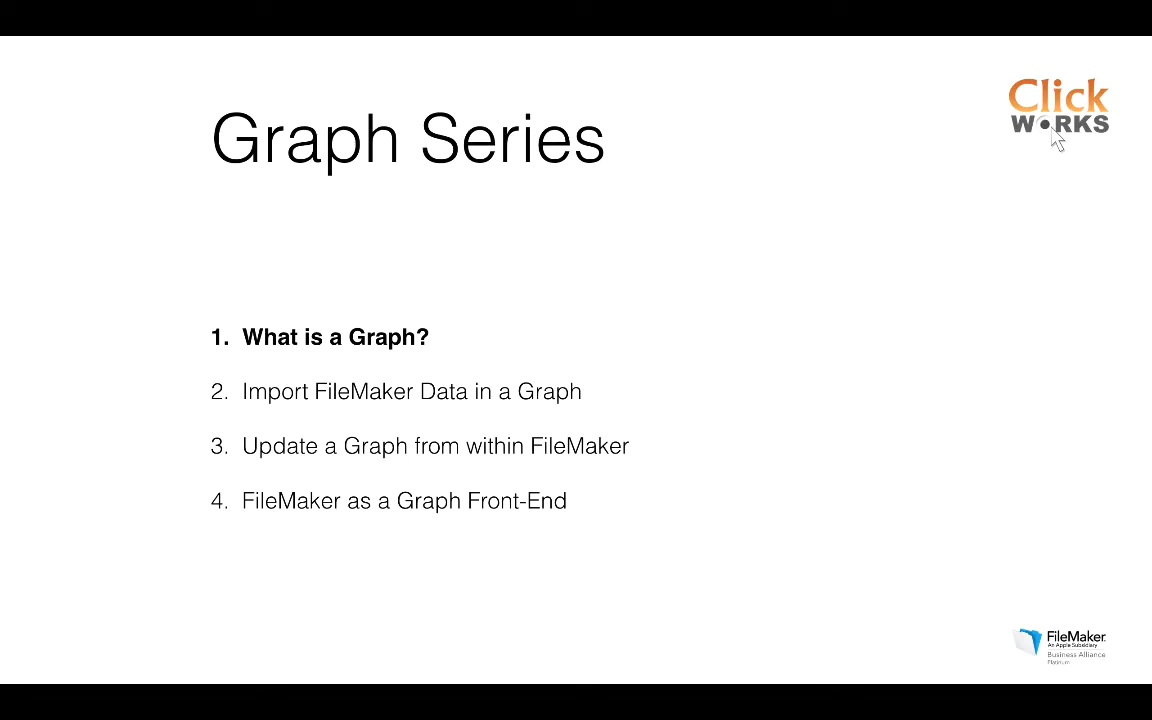 Click
WORKS
Graph Series
1. What is a Graph?
2. Import FileMaker Data in a Graph
3. Update a Graph from within FileMaker
4. FileMaker as a Graph Front-End
FileMaker
An Apple Subsidiary
Business Alliance
Platinum